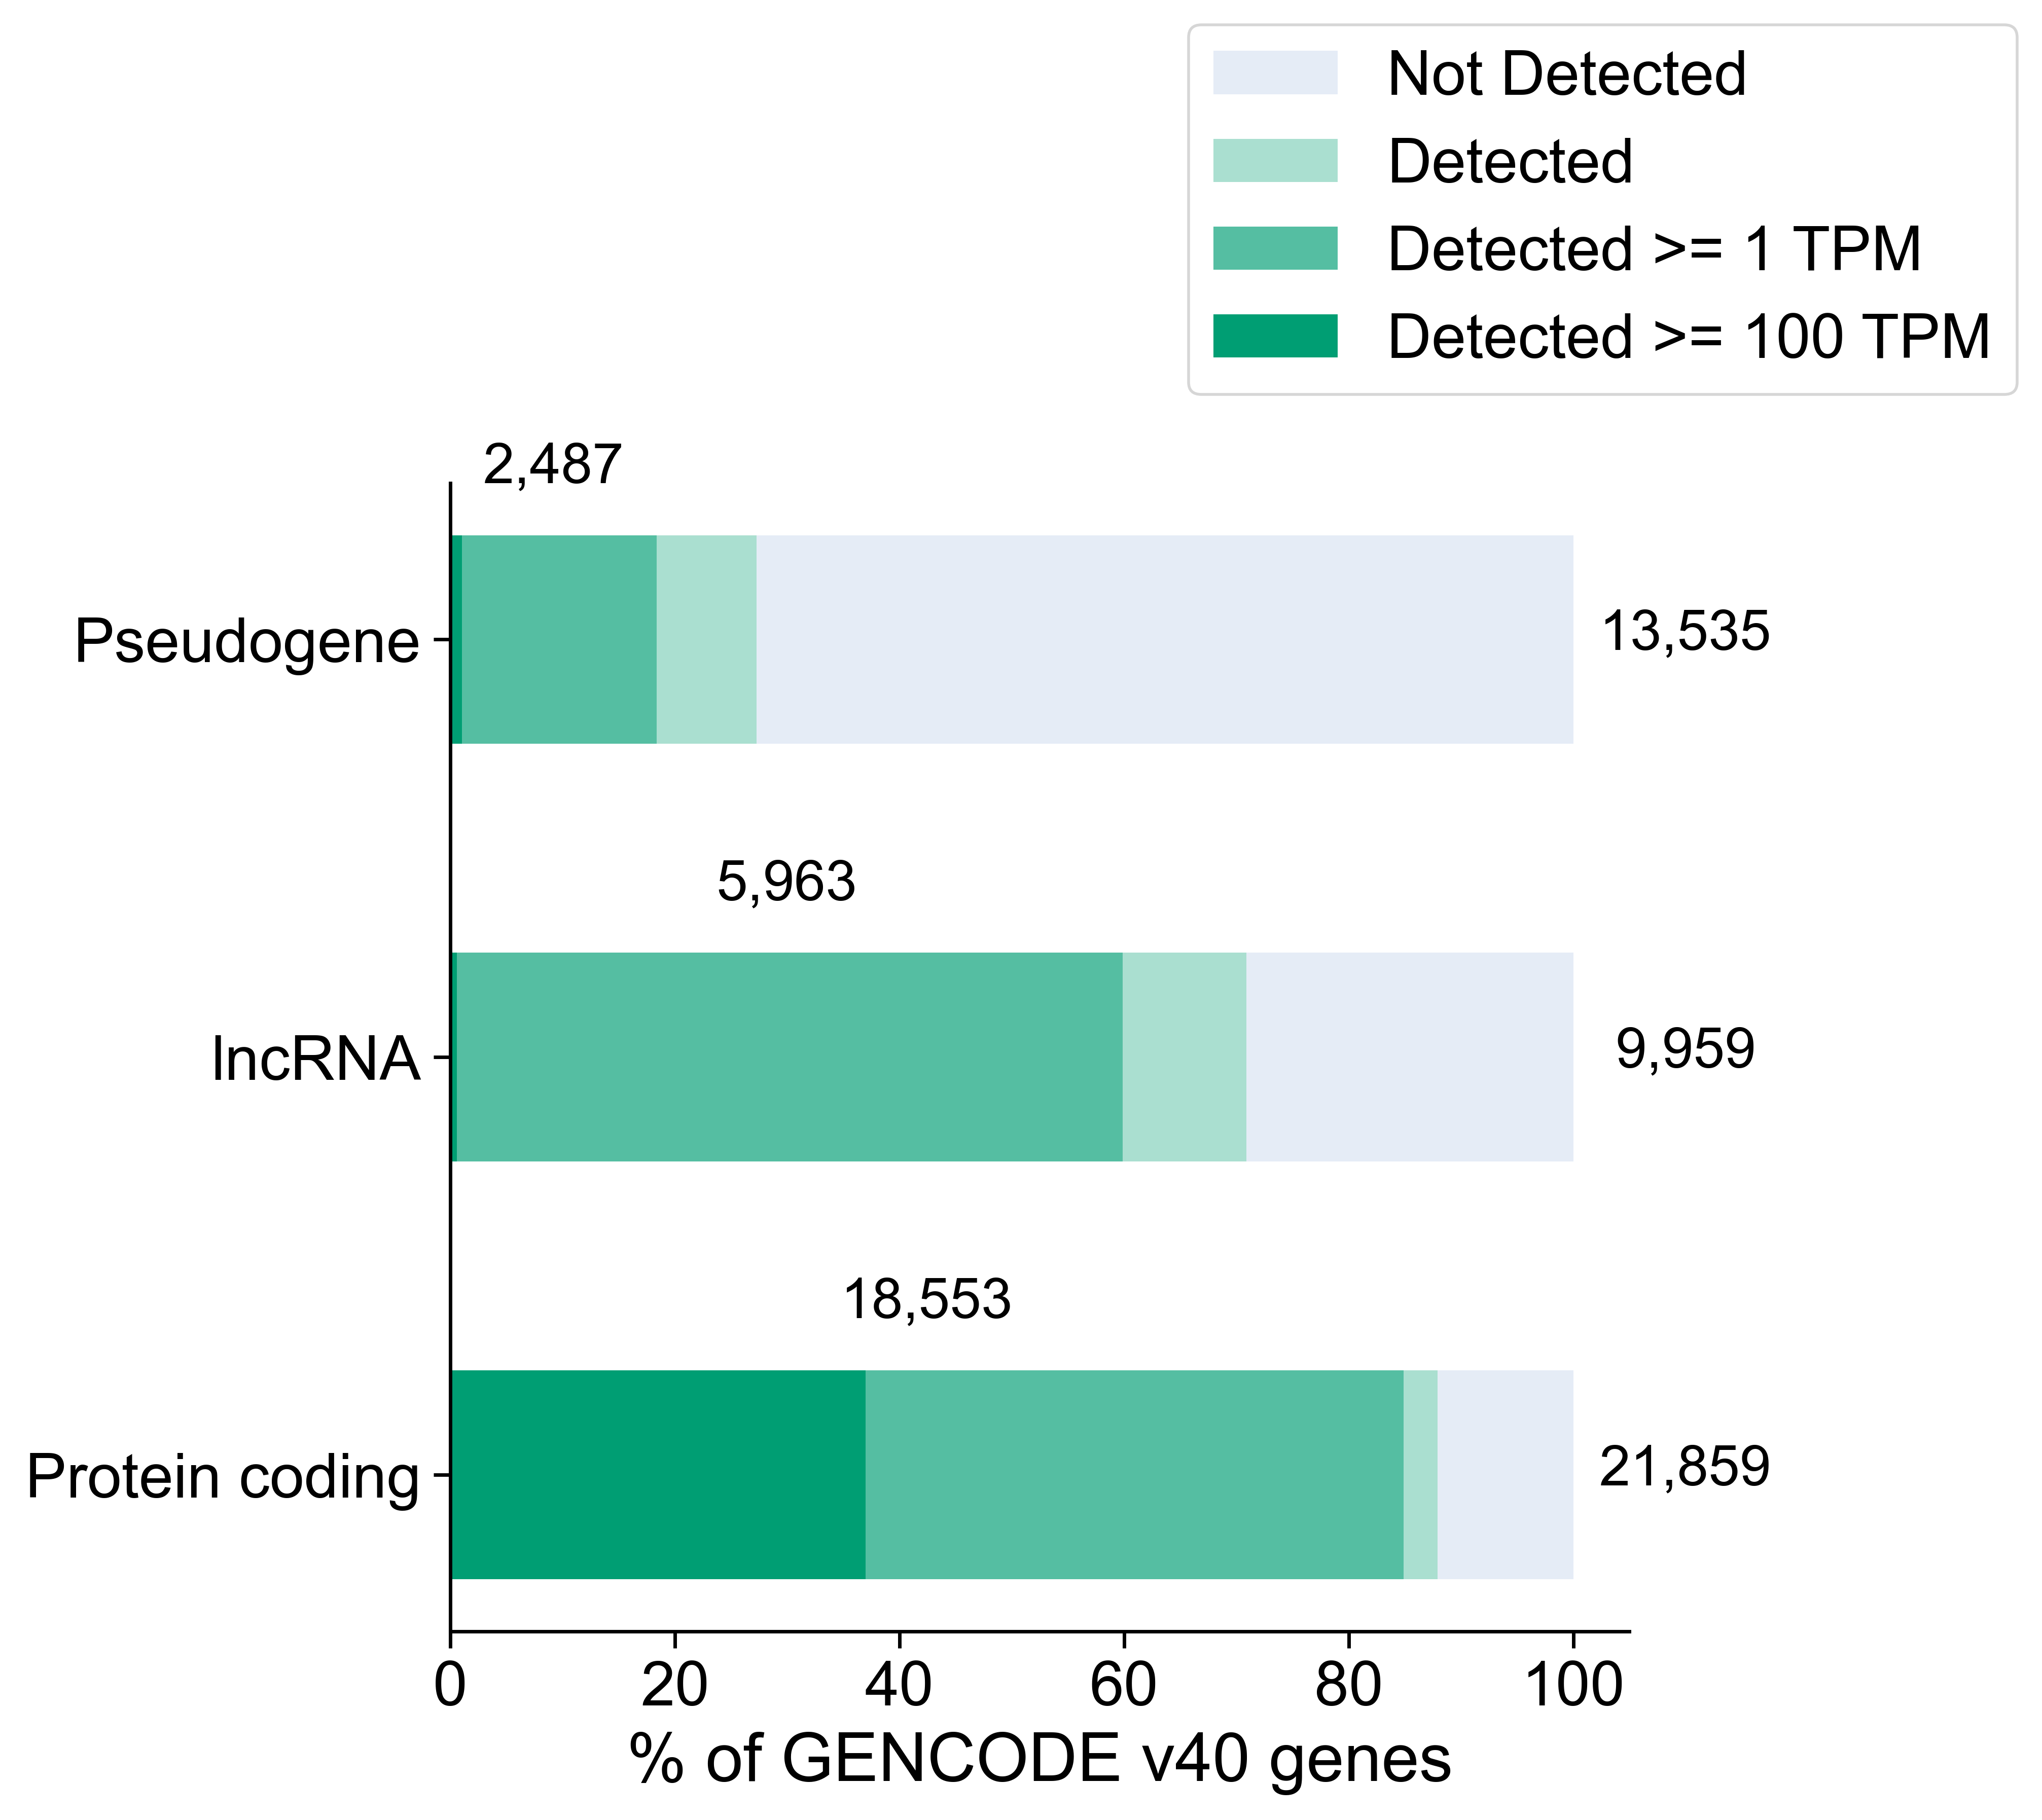 Not Detected
Detected
Detected >= 1 TPM
Detected >= 100 TPM
2,487
Pseudogene
13,535
5,963
lncRNA
9,959
18,553
Protein coding
21,859
0 20 40 60 80 100
% of GENCODE v40 genes